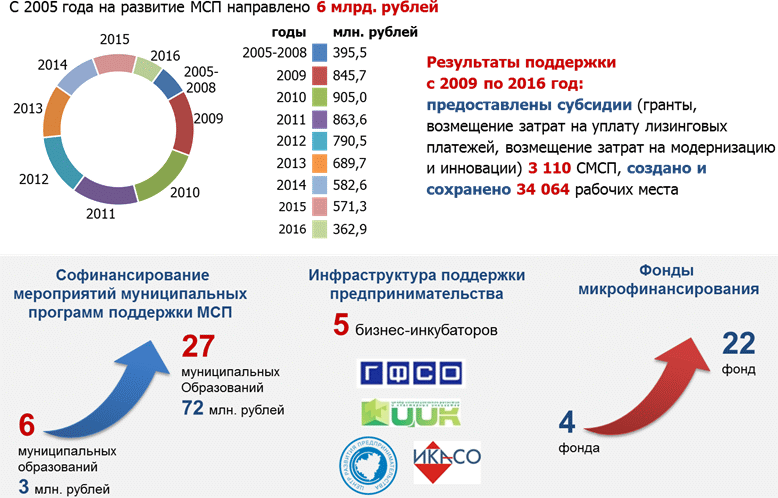 С 2005 года на развитие МСП направлено 6 млрд. рублей
2015
2016
2014
2005-
2008
2013
2009
2012
2010
2011
годы млн. рублей
2005-2008 395,5
2009 845,7
2010 905,0
2011 863,6
2012 790,5
2013 689,7
2014 582,6
2015 571,3
2016 362,9
Результаты поддержки
с 2009 по 2016 год:
предоставлены субсидии (гранты,
возмещение затрат на уплату лизинговых
платежей, возмещение затрат на модернизацию
и инновации) 3 110 СМСП, создано и
сохранено 34 064 рабочих места
Софинансирование
мероприятий муниципальных
программ поддержки МСП
27
муниципальных
Образований
72 млн. рублей
6
муниципальных
образований
3 млн. рублей
Инфраструктура поддержки
предпринимательства
5 бизнес-инкубаторов
ГФСО
ЦИК
ЦЕНТР РАЗВИТИЯ ПРЕДПРИНИМАТЕЛЬСТВА
ИКАСО
Фонды
микрофинансирования
22
фонд
4
фонда